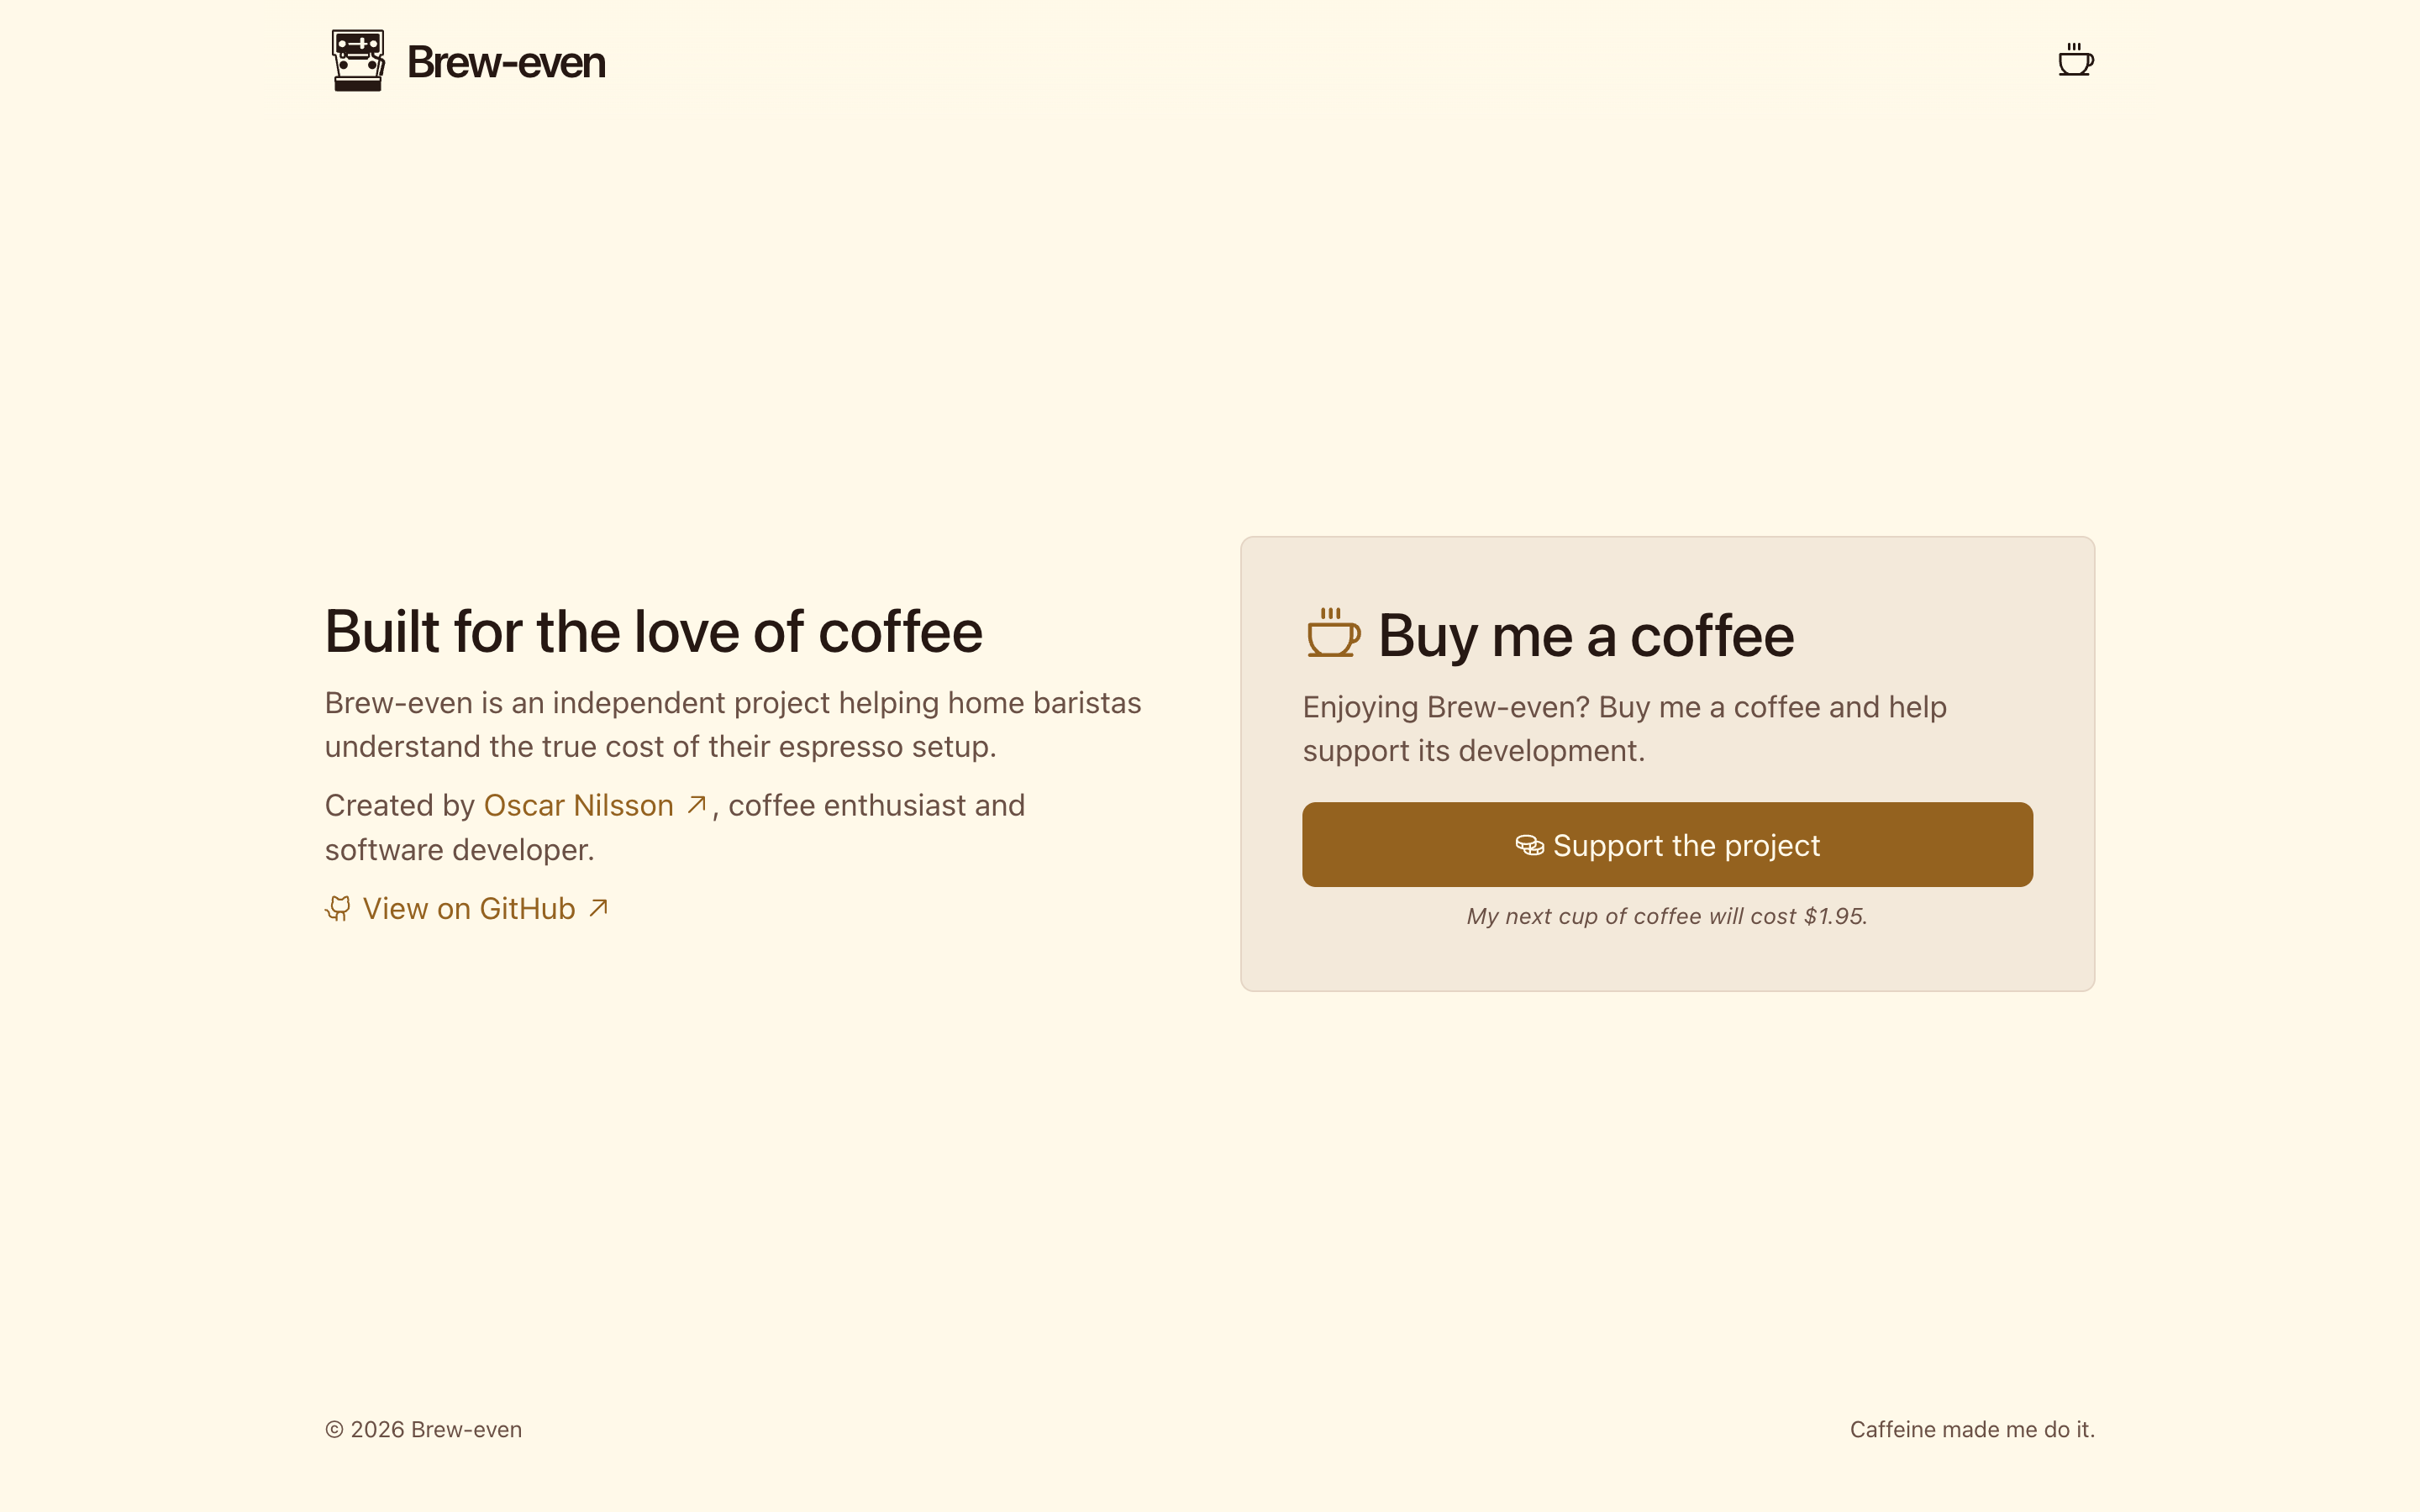 Brew-even
Built for the love of coffee
Brew-even is an independent project helping home baristas
understand the true cost of their espresso setup.
Created by Oscar Nilsson ↗, coffee enthusiast and
software developer.
View on GitHub ↗
Buy me a coffee
Enjoying Brew-even? Buy me a coffee and help
support its development.
Support the project
My next cup of coffee will cost $1.95.
© 2026 Brew-even
Caffeine made me do it.